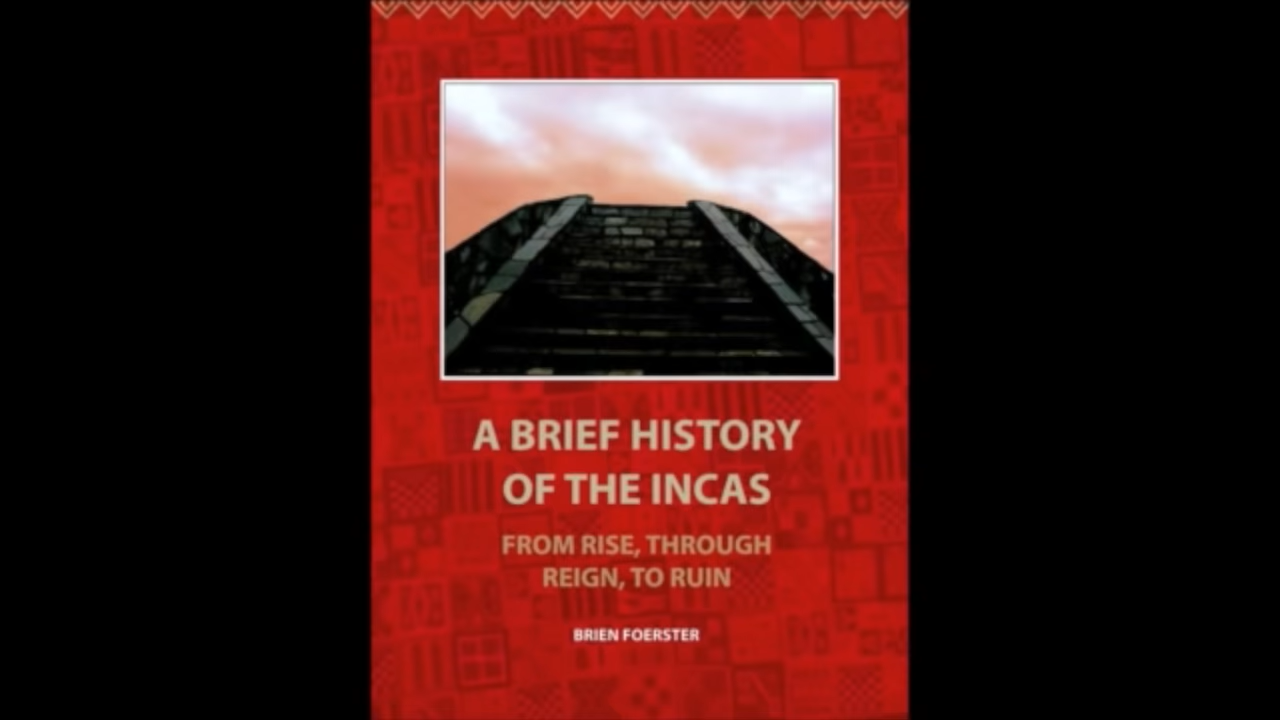 A BRIEF HISTORY
OF THE INCAS
FROM RISE, THROUGH
REIGN, TO RUIN
BRIEN FOERSTER